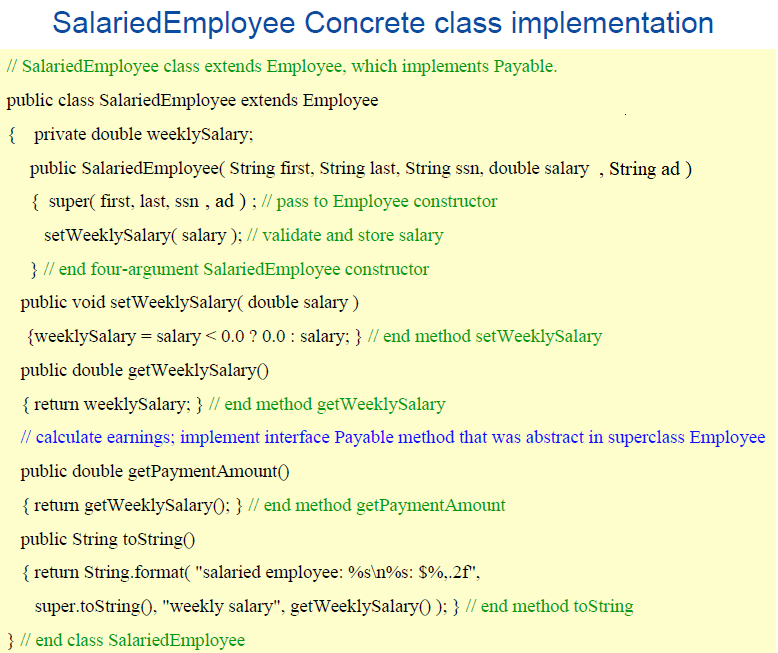 SalariedEmployee Concrete class implementation
// SalariedEmployee class extends Employee, which implements Payable.
public class SalariedEmployee extends Employee
{ private double weeklySalary;
public SalariedEmployee( String first, String last, String ssn, double salary , String ad )
{ super( first, last, ssn , ad ) ; // pass to Employee constructor
setWeeklySalary( salary ); // validate and store salary
} // end four-argument SalariedEmployee constructor
public void setWeeklySalary( double salary )
{weeklySalary = salary < 0.0 ? 0.0 : salary; } // end method setWeeklySalary
public double getWeeklySalary()
{ return weeklySalary; } // end method getWeeklySalary
// calculate earnings; implement interface Payable method that was abstract in superclass Employee
public double getPaymentAmount()
{ return getWeeklySalary(); } // end method getPaymentAmount
public String toString()
{ return String.format( "salaried employee: %s\n%s: $%,.2f",
super.toString(), "weekly salary", getWeeklySalary() ); } // end method toString
} // end class SalariedEmployee